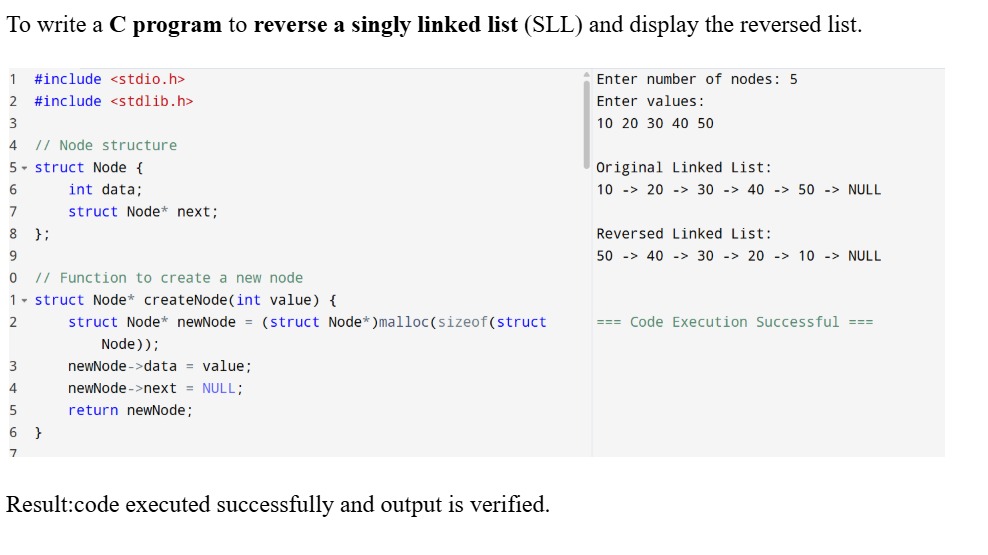 To write a C program to reverse a singly linked list (SLL) and display the reversed list.
1 #include <stdio.h>
2 #include <stdlib.h>
3
4 // Node structure
5 struct Node {
6 int data;
7 struct Node* next;
8 };
9
0 // Function to create a new node
1 struct Node* createNode(int value) {
2 struct Node* newNode = (struct Node*)malloc(sizeof(struct
Node));
3 newNode->data = value;
4 newNode->next = NULL;
5 return newNode;
6 }
7
Enter number of nodes: 5
Enter values:
10 20 30 40 50
Original Linked List:
10 -> 20 -> 30 -> 40 -> 50 -> NULL
Reversed Linked List:
50 -> 40 -> 30 -> 20 -> 10 -> NULL
=== Code Execution Successful ===
Result:code executed successfully and output is verified.